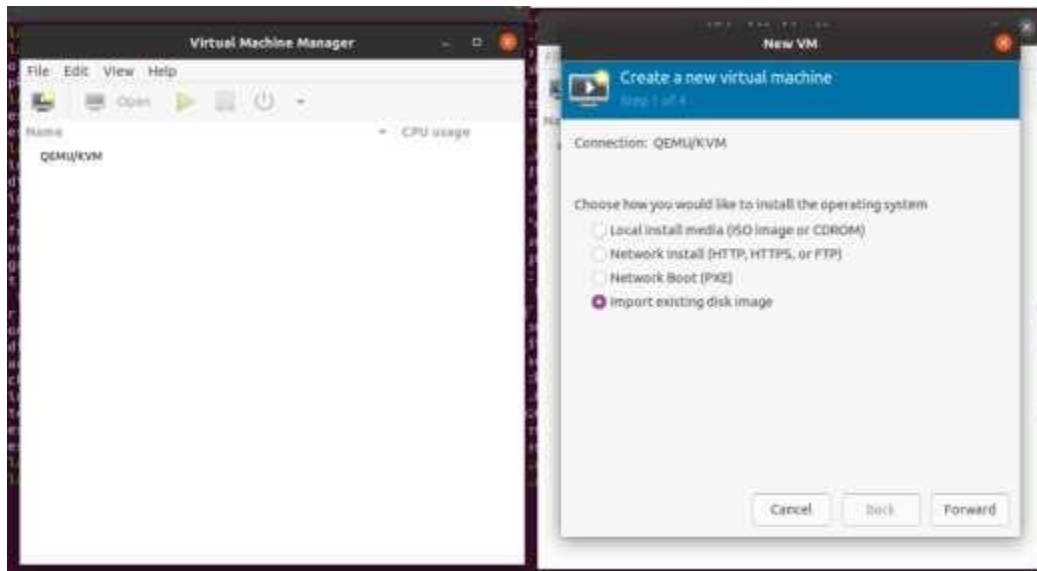 Virtual Machine Manager
File Edit View Help
Open
Name
CPU usage
QEMU/KVM
New VM
Create a new virtual machine
Step 1 of 4
Connection: QEMU/KVM
Choose how you would like to install the operating system
Local install media (ISO image or CDROM)
Network Install (HTTP, HTTPS, or FTP)
Network Boot (PXE)
Import existing disk image
Cancel
Back
Forward